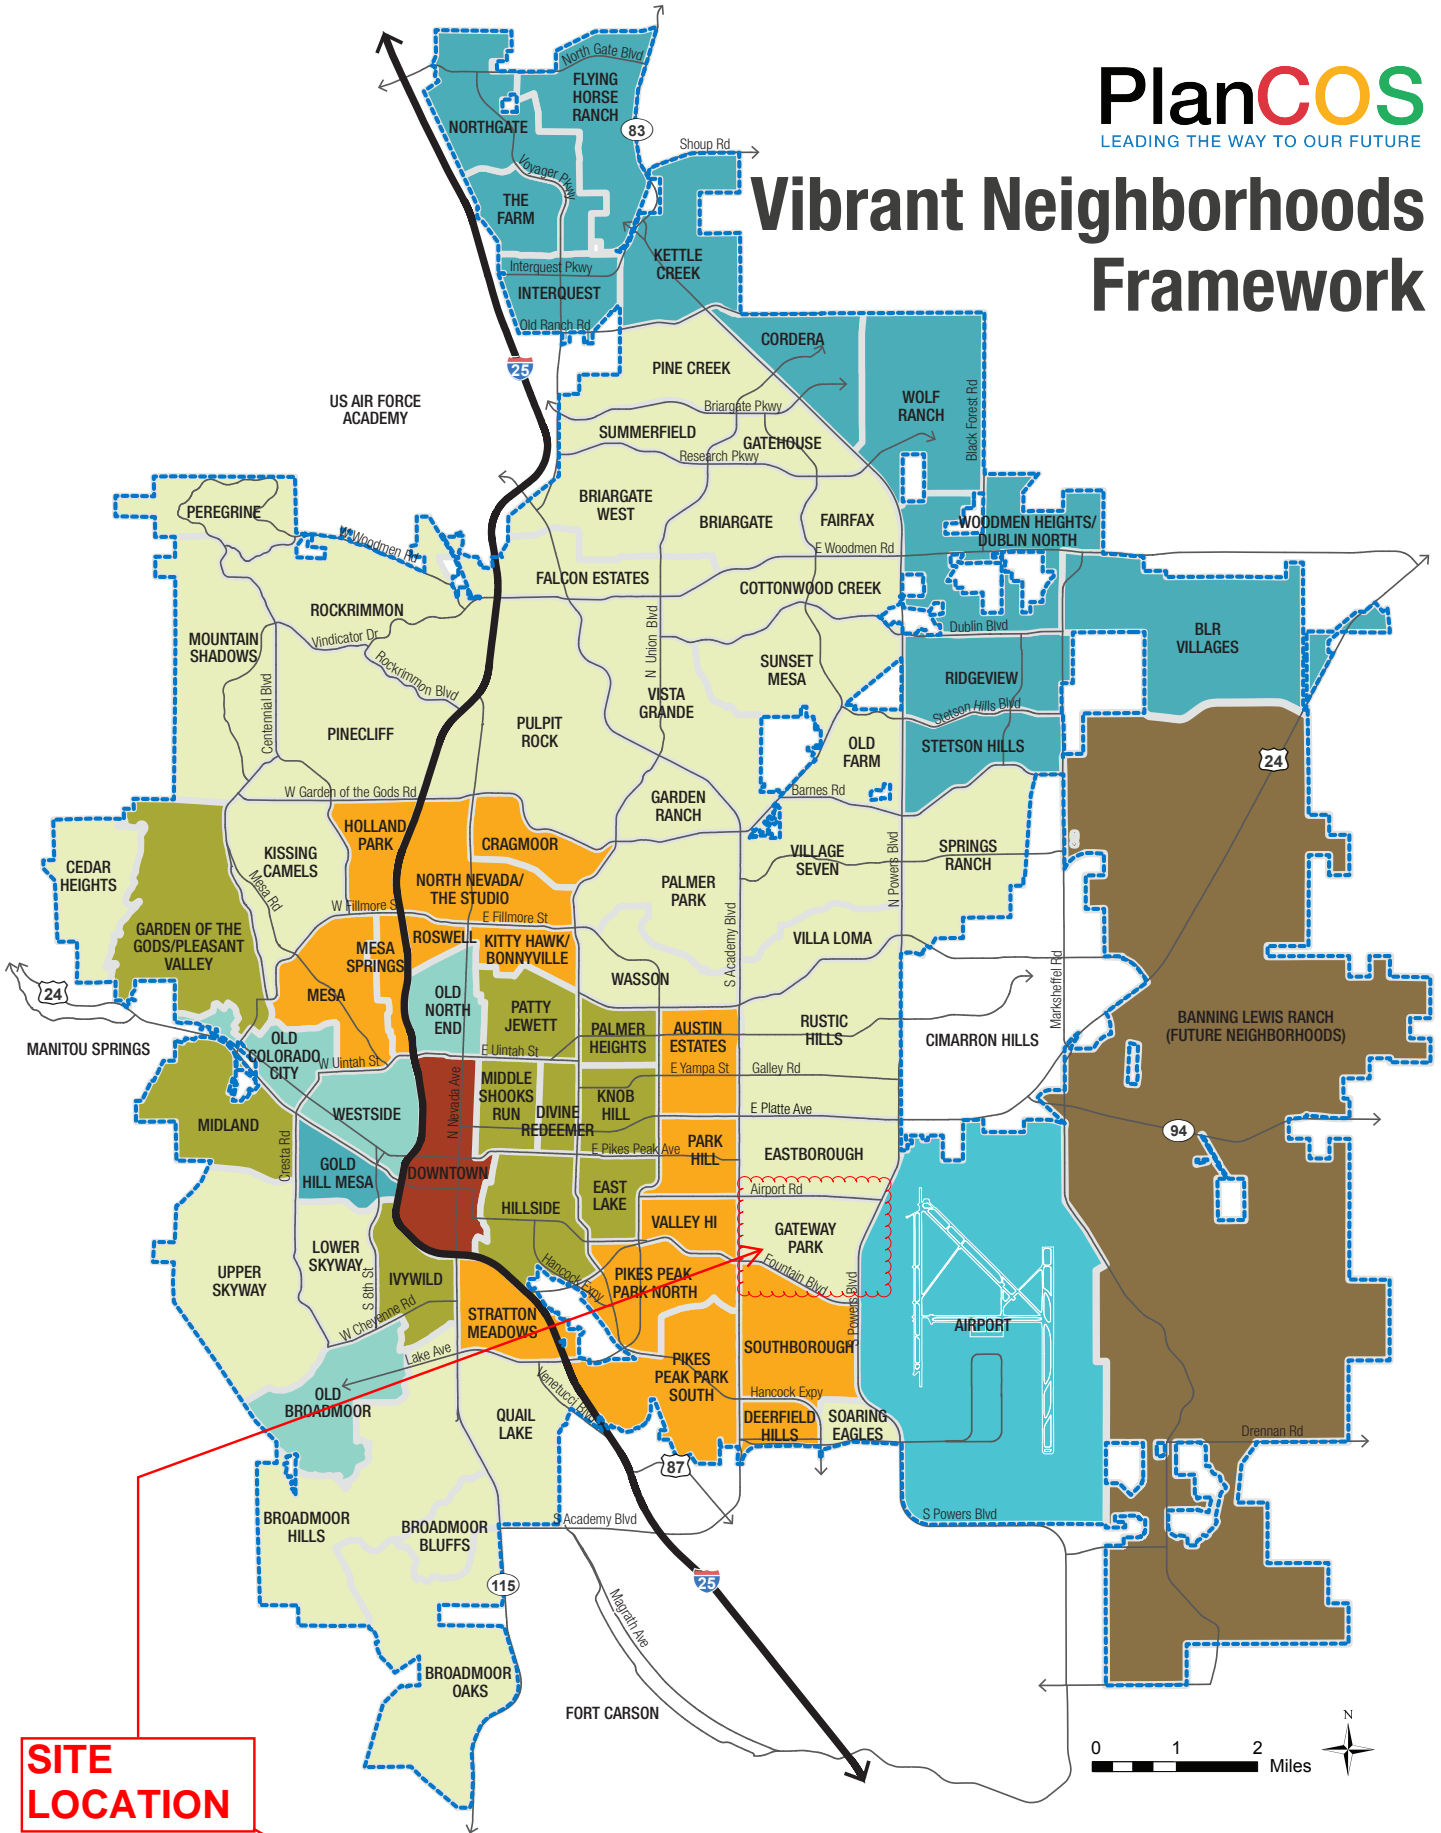 PlanCOS
LEADING THE WAY TO OUR FUTURE
Vibrant Neighborhoods
Framework
North Gate Blvd
FLYING
HORSE
RANCH
NORTHGATE
83
Shoup Rd
Voyager Pkwy
THE
FARM
KETTLE
CREEK
Interquest Pkwy
INTERQUEST
Old Ranch Rd
CORDERA
25
PINE CREEK
US AIR FORCE
ACADEMY
WOLF
RANCH
Black Forest Rd
Briargate Pkwy
SUMMERFIELD
GATEHOUSE
Research Pkwy
BRIARGATE
WEST
BRIARGATE
FAIRFAX
PEREGRINE
WOODMEN HEIGHTS/
DUBLIN NORTH
W Woodmen Rd
E Woodmen Rd
FALCON ESTATES
COTTONWOOD CREEK
ROCKRIMMON
Vindicator Dr
MOUNTAIN
SHADOWS
N Union Blvd
Dublin Blvd
BLR
VILLAGES
Rockrimmon Blvd
SUNSET
MESA
RIDGEVIEW
Centennial Blvd
VISTA
GRANDE
Stetson Hills Blvd
PINECLIFF
PULPIT
ROCK
OLD
FARM
STETSON HILLS
24
W Garden of the Gods Rd
Barnes Rd
GARDEN
RANCH
HOLLAND
PARK
CRAGMOOR
KISSING
CAMELS
CEDAR
HEIGHTS
VILLAGE
SEVEN
SPRINGS
RANCH
N Powers Blvd
Mesa Rd
NORTH NEVADA/
THE STUDIO
PALMER
PARK
W Fillmore St
E Fillmore St
GARDEN OF THE
GODS/PLEASANT
VALLEY
MESA
SPRINGS
ROSWELL
KITTY HAWK/
BONNYVILLE
VILLA LOMA
S Academy Blvd
WASSON
24
MESA
OLD
NORTH
END
PATTY
JEWETT
PALMER
HEIGHTS
AUSTIN
ESTATES
RUSTIC
HILLS
Marksheffel Rd
CIMARRON HILLS
BANNING LEWIS RANCH
(FUTURE NEIGHBORHOODS)
MANITOU SPRINGS
OLD
COLORADO
CITY
W Uintah St
E Uintah St
E Yampa St
Galley Rd
MIDDLE
SHOOKS
RUN
KNOB
HILL
DIVINE
REDEEMER
WESTSIDE
N Nevada Ave
MIDLAND
E Platte Ave
94
Cresta Rd
E Pikes Peak Ave
PARK
HILL
EASTBOROUGH
GOLD
HILL MESA
DOWNTOWN
HILLSIDE
EAST
LAKE
Airport Rd
VALLEY HI
GATEWAY
PARK
LOWER
SKYWAY
UPPER
SKYWAY
S 8th St
IVYWILD
Hancock Expy
PIKES PEAK
PARK NORTH
Fountain Blvd
S Powers Blvd
W Cheyenne Rd
STRATTON
MEADOWS
AIRPORT
SOUTHBOROUGH
Lake Ave
PIKES
PEAK PARK
SOUTH
Venetucci Blvd
Hancock Expy
OLD
BROADMOOR
QUAIL
LAKE
DEERFIELD
HILLS
SOARING
EAGLES
Drennan Rd
87
BROADMOOR
HILLS
BROADMOOR
BLUFFS
S Academy Blvd
S Powers Blvd
115
25
Magrath Ave
BROADMOOR
OAKS
FORT CARSON
SITE
LOCATION
N
0 1 2
Miles